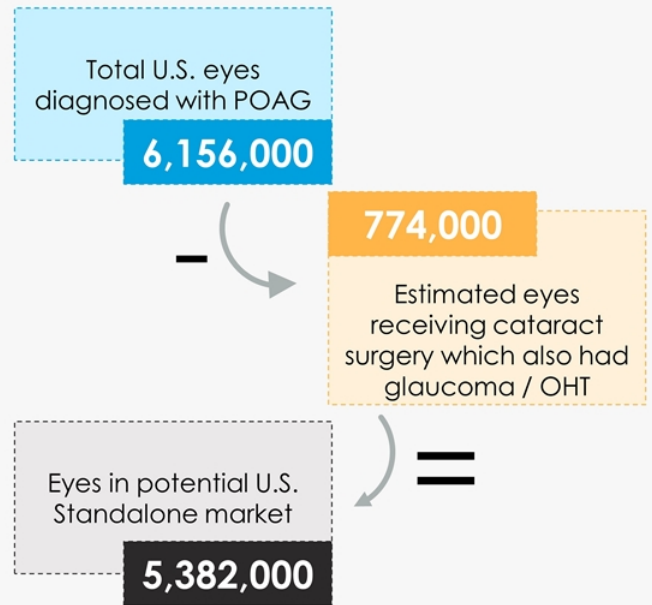 Total U.S. eyes
diagnosed with POAG
6,156,000
–
774,000
Estimated eyes
receiving cataract
surgery which also had
glaucoma / OHT
=
Eyes in potential U.S.
Standalone market
5,382,000